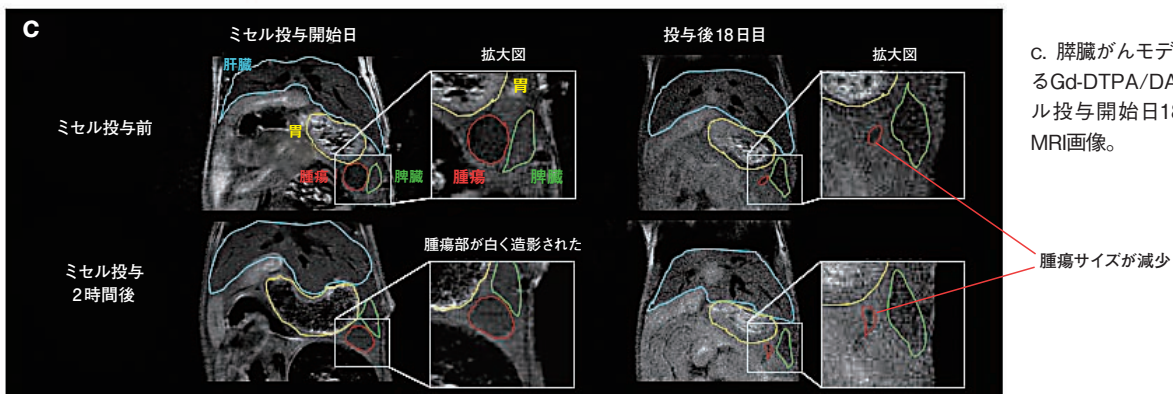 c
ミセル投与開始日
投与後18日目
拡大図
拡大図
ミセル投与前
肝臓
胃
胃
腫瘍
脾臓
腫瘍
脾臓
ミセル投与
2時間後
腫瘍部が白く造影された
腫瘍サイズが減少
c. 膵臓がんモデ
るGd-DTPA/DA
ル投与開始日18
MRI画像。